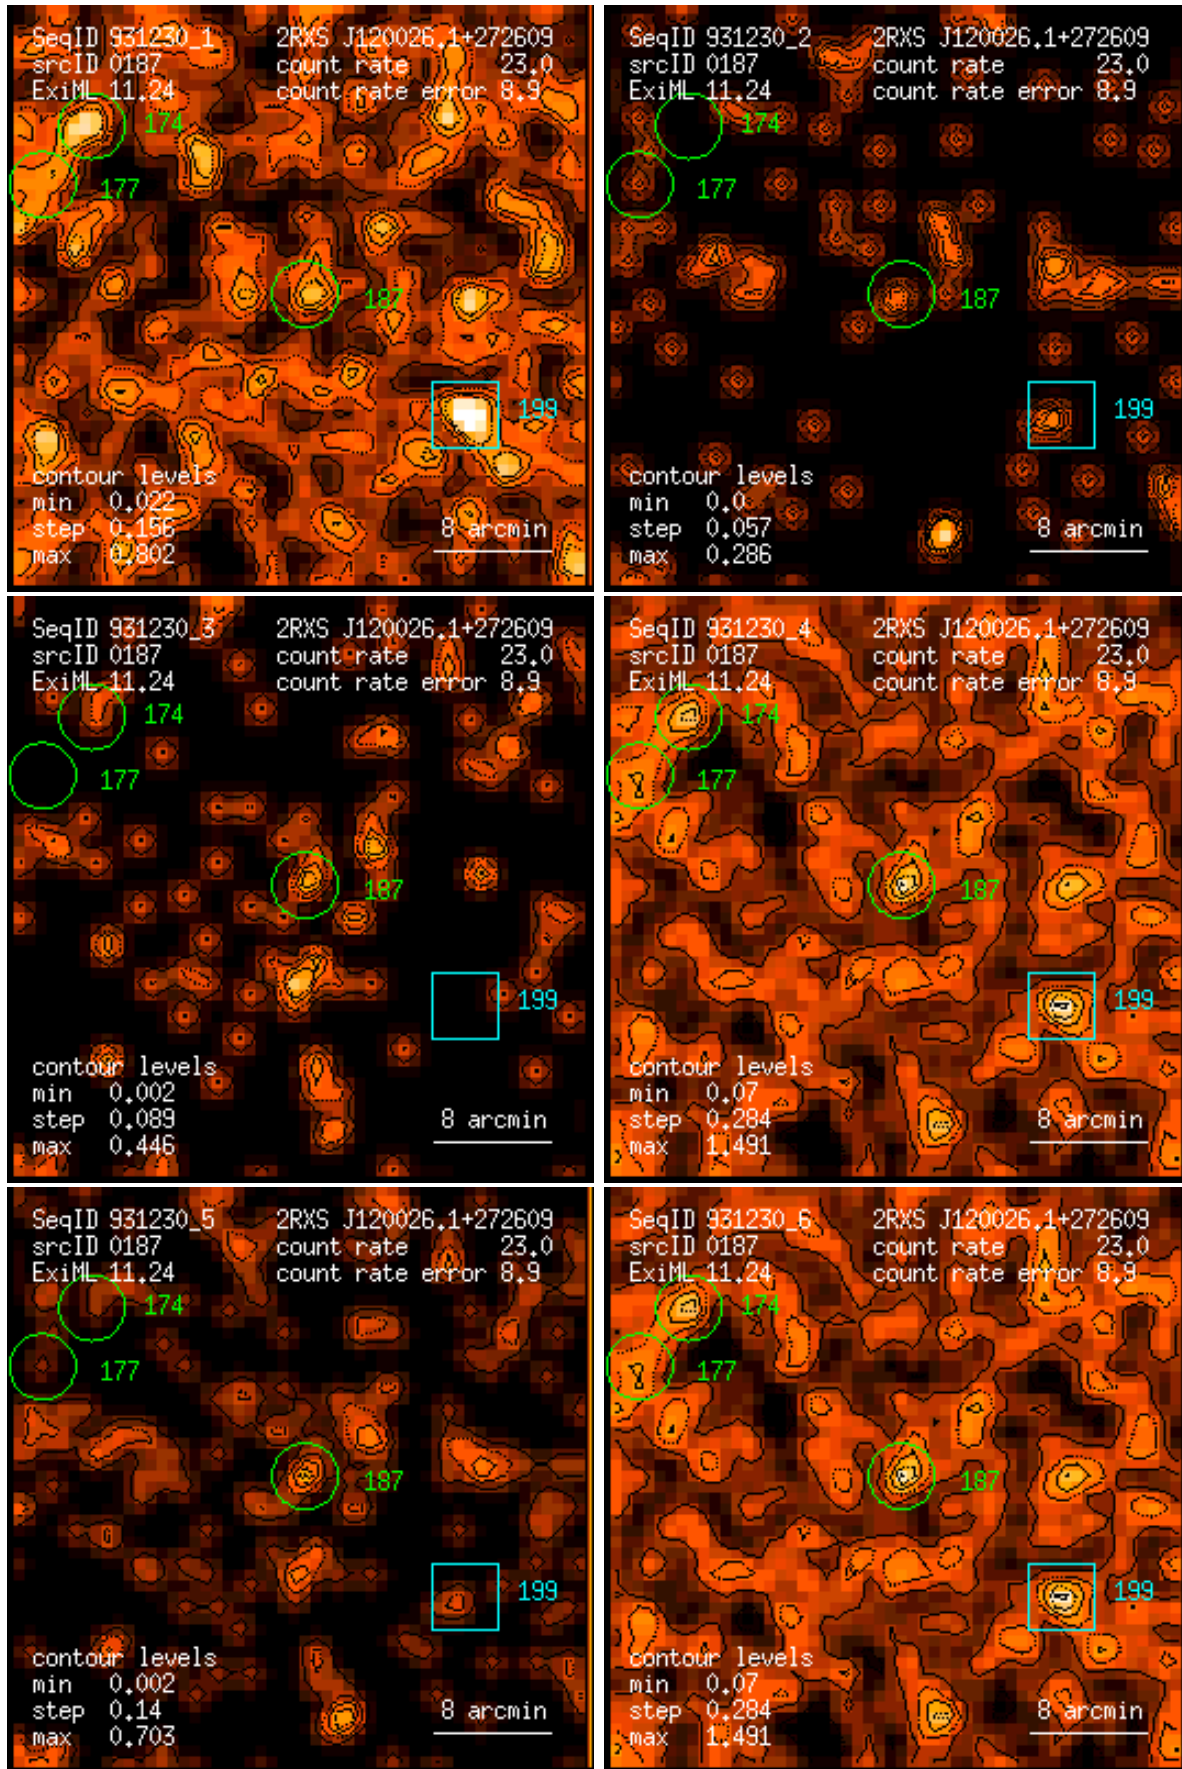 SeqID 931230_1 2RXS J120026.1+272609
srcID 0187 count rate 23.0
ExiML 11.24 count rate error 8.9
174
177
187
199
contour levels
min 0.022
step 0.156 8 arcmin
max 0.802
SeqID 931230_2 2RXS J120026.1+272609
srcID 0187 count rate 23.0
ExiML 11.24 count rate error 8.9
174
177
187
199
contour levels
min 0.0
step 0.057 8 arcmin
max 0.286
SeqID 931230_3 2RXS J120026.1+272609
srcID 0187 count rate 23.0
ExiML 11.24 count rate error 8.9
174
177
187
199
contour levels
min 0.002
step 0.089 8 arcmin
max 0.446
SeqID 931230_4 2RXS J120026.1+272609
srcID 0187 count rate 23.0
ExiML 11.24 count rate error 8.9
174
177
187
199
contour levels
min 0.07
step 0.284 8 arcmin
max 1.491
SeqID 931230_5 2RXS J120026.1+272609
srcID 0187 count rate 23.0
ExiML 11.24 count rate error 8.9
174
177
187
199
contour levels
min 0.002
step 0.14 8 arcmin
max 0.703
SeqID 931230_6 2RXS J120026.1+272609
srcID 0187 count rate 23.0
ExiML 11.24 count rate error 8.9
174
177
187
199
contour levels
min 0.07
step 0.284 8 arcmin
max 1.491